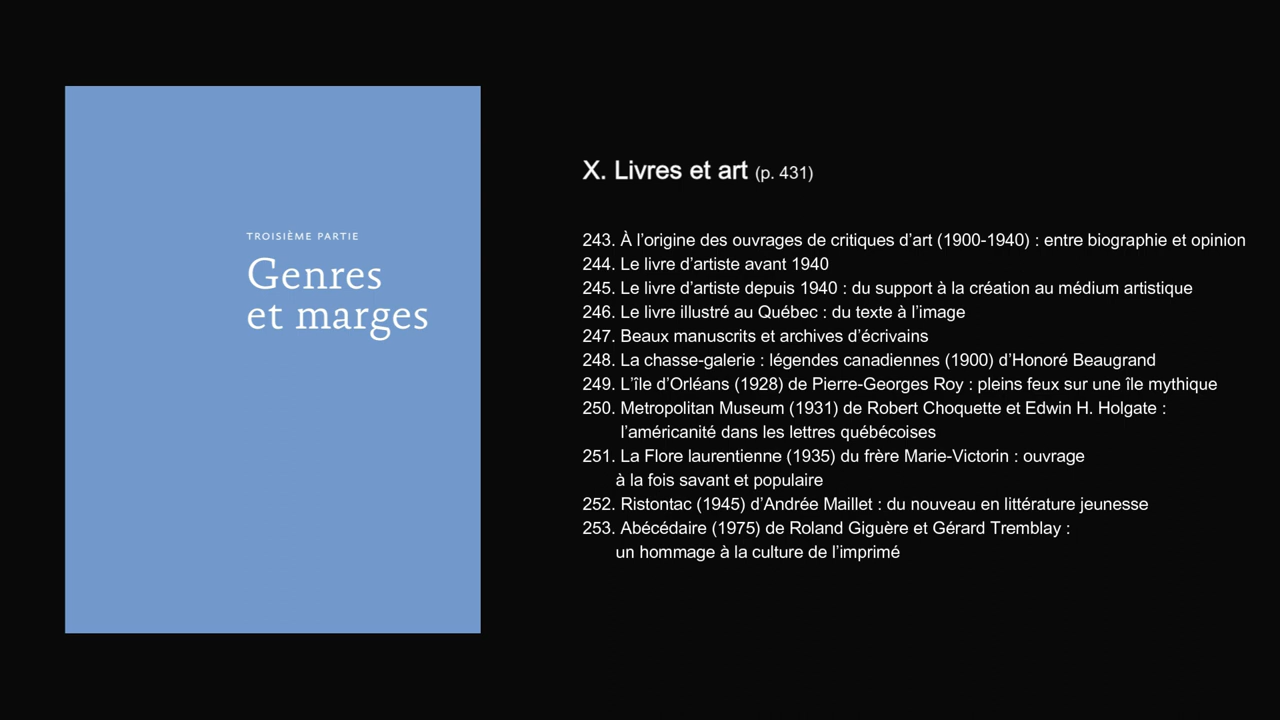 TROISIÈME PARTIE
Genres
et marges
X. Livres et art (p. 431)
243. À l’origine des ouvrages de critiques d’art (1900-1940) : entre biographie et opinion
244. Le livre d’artiste avant 1940
245. Le livre d’artiste depuis 1940 : du support à la création au médium artistique
246. Le livre illustré au Québec : du texte à l’image
247. Beaux manuscrits et archives d’écrivains
248. La chasse-galerie : légendes canadiennes (1900) d’Honoré Beaugrand
249. L’île d’Orléans (1928) de Pierre-Georges Roy : pleins feux sur une île mythique
250. Metropolitan Museum (1931) de Robert Choquette et Edwin H. Holgate :
l’américanité dans les lettres québécoises
251. La Flore laurentienne (1935) du frère Marie-Victorin : ouvrage
à la fois savant et populaire
252. Ristontac (1945) d’Andrée Maillet : du nouveau en littérature jeunesse
253. Abécédaire (1975) de Roland Giguère et Gérard Tremblay :
un hommage à la culture de l’imprimé